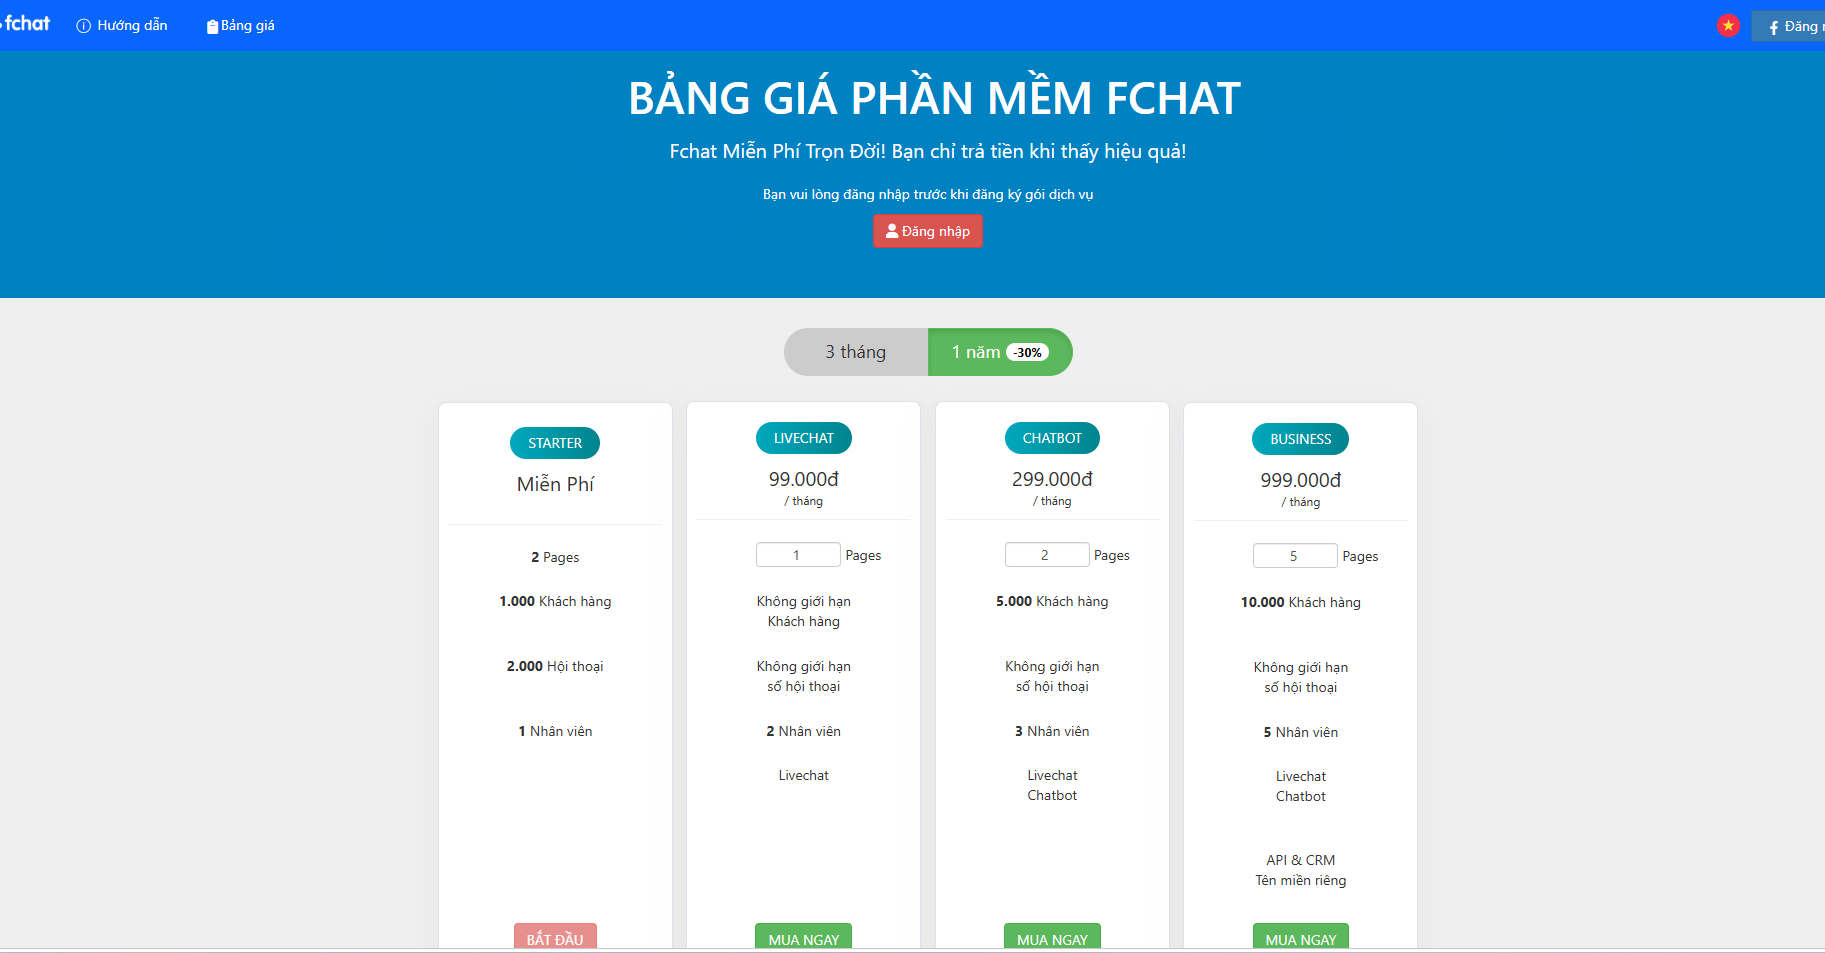 fchat
Hướng dẫn
Bảng giá
Đăng
BẢNG GIÁ PHẦN MỀM FCHAT
Fchat Miễn Phí Trọn Đời! Bạn chỉ trả tiền khi thấy hiệu quả!
Bạn vui lòng đăng nhập trước khi đăng ký gói dịch vụ
Đăng nhập
3 tháng
1 năm -30%
STARTER
Miễn Phí
2 Pages
1.000 Khách hàng
2.000 Hội thoại
1 Nhân viên
BẮT ĐẦU
LIVECHAT
99.000đ
/ tháng
1 Pages
Không giới hạn
Khách hàng
Không giới hạn
số hội thoại
2 Nhân viên
Livechat
MUA NGAY
CHATBOT
299.000đ
/ tháng
2 Pages
5.000 Khách hàng
Không giới hạn
số hội thoại
3 Nhân viên
Livechat
Chatbot
MUA NGAY
BUSINESS
999.000đ
/ tháng
5 Pages
10.000 Khách hàng
Không giới hạn
số hội thoại
5 Nhân viên
Livechat
Chatbot
API & CRM
Tên miền riêng
MUA NGAY